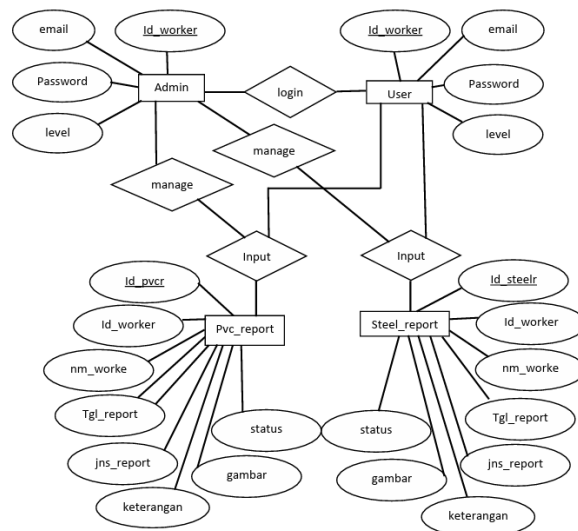 email
Id_worker
Id_worker
email
Password
Admin
login
User
Password
level
level
manage
manage
Input
Input
Id_pvcr
Id_steelr
Id_worker
Pvc_report
Steel_report
Id_worker
nm_worke
nm_worke
Tgl_report
Tgl_report
status
status
jns_report
jns_report
gambar
gambar
keterangan
keterangan